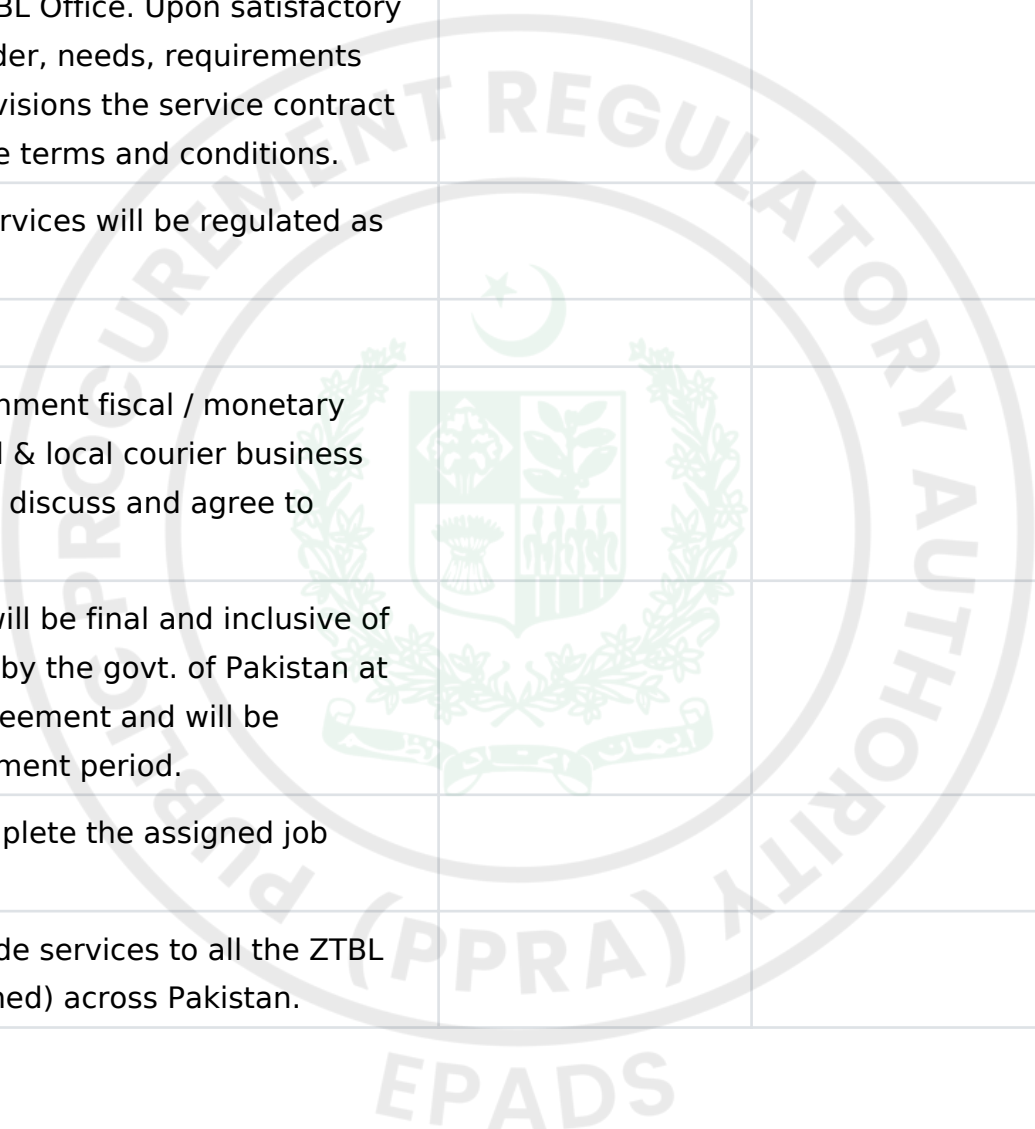 BL Office. Upon satisfactory
der, needs, requirements
visions the service contract
e terms and conditions.
rvices will be regulated as
nment fiscal / monetary
l & local courier business
discuss and agree to
will be final and inclusive of
by the govt. of Pakistan at
reement and will be
ment period.
plete the assigned job
de services to all the ZTBL
ned) across Pakistan.
PUBLIC PROCUREMENT REGULATORY AUTHORITY
(PPRA)
EPADS